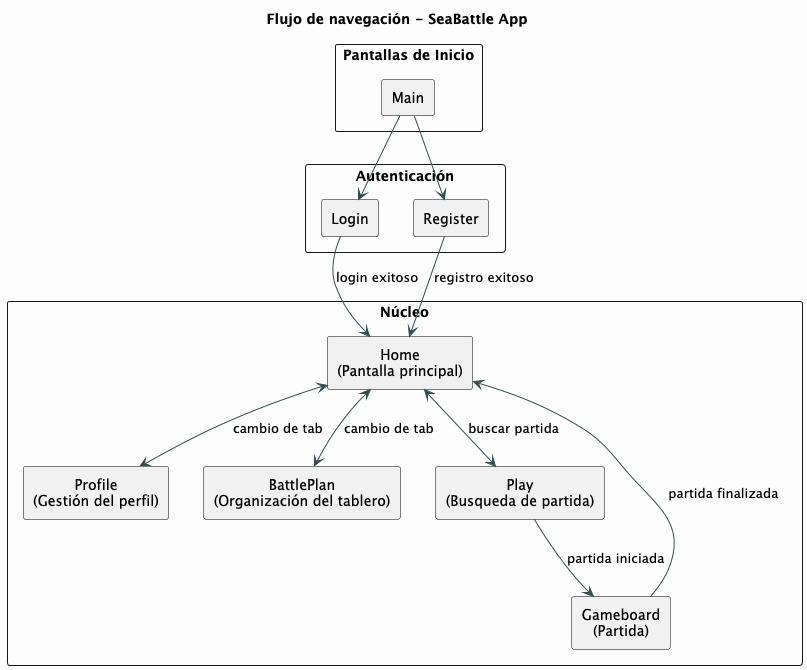 Flujo de navegación - SeaBattle App
Pantallas de Inicio
Main
Autenticación
Login
Register
login exitoso
registro exitoso
Núcleo
Home
(Pantalla principal)
cambio de tab
cambio de tab
buscar partida
Profile
(Gestión del perfil)
BattlePlan
(Organización del tablero)
Play
(Busqueda de partida)
partida finalizada
partida iniciada
Gameboard
(Partida)